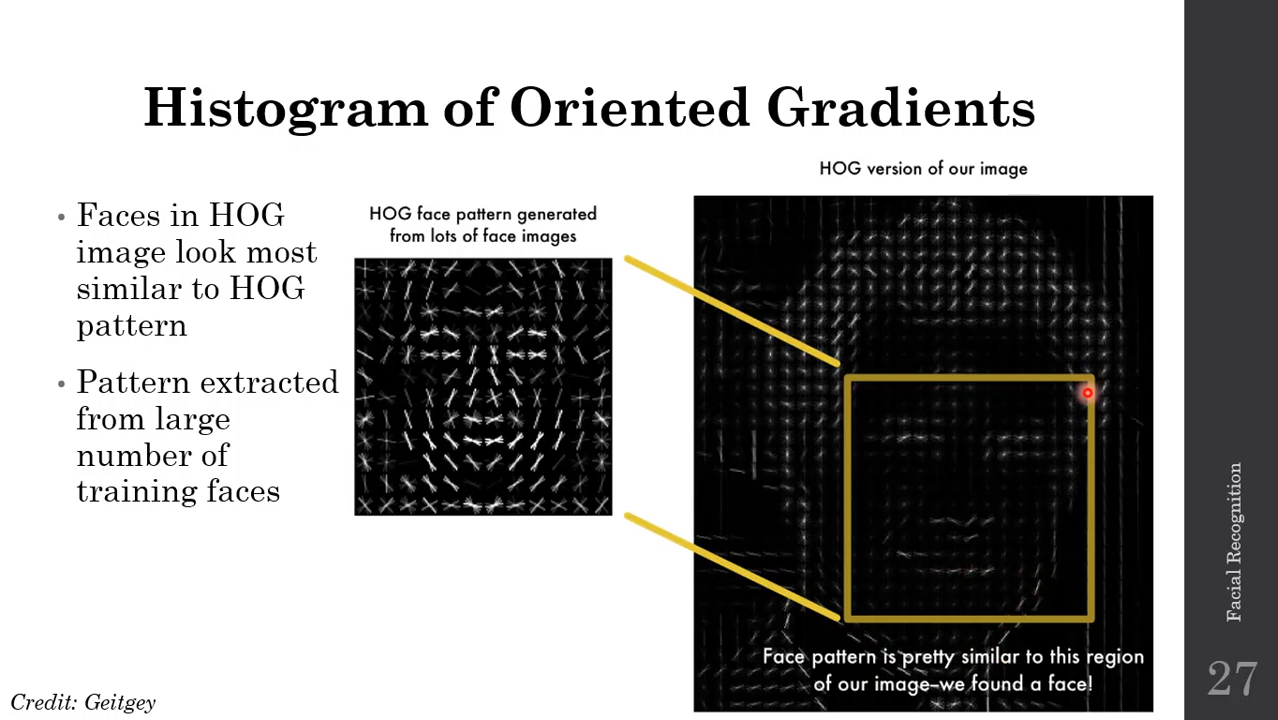 Histogram of Oriented Gradients
• Faces in HOG
image look most
similar to HOG
pattern
• Pattern extracted
from large
number of
training faces
HOG face pattern generated
from lots of face images
HOG version of our image
Face pattern is pretty similar to this region
of our image–we found a face!
Credit: Geitgey
Facial Recognition
27